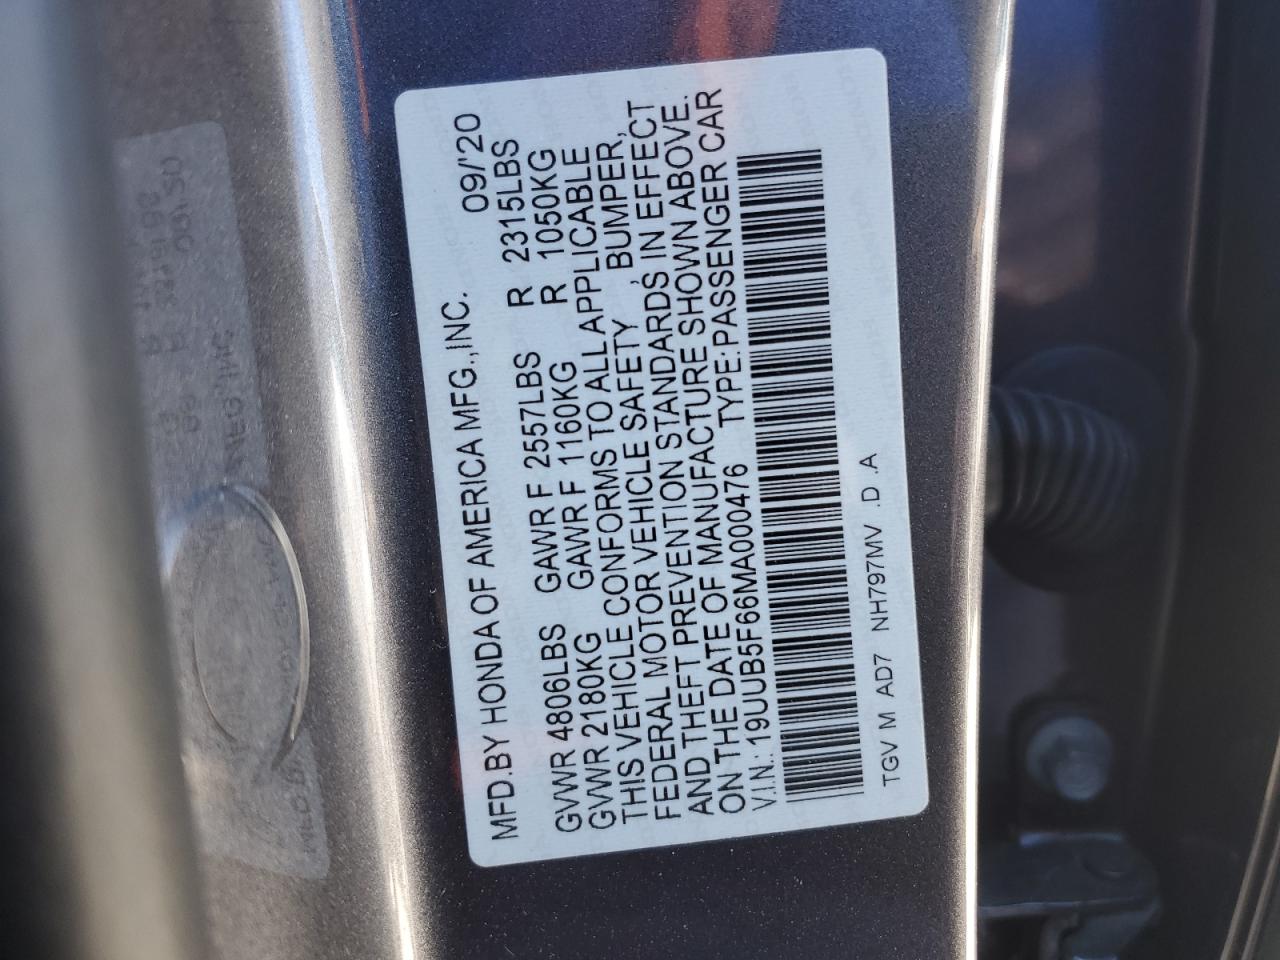 MFD.BY HONDA OF AMERICA MFG.,INC. 09/'20
GVWR 4806LBS GAWR F 2557LBS R 2315LBS
GVWR 2180KG GAWR F 1160KG R 1050KG
THIS VEHICLE CONFORMS TO ALL APPLICABLE
FEDERAL MOTOR VEHICLE SAFETY , BUMPER,
AND THEFT PREVENTION STANDARDS, IN EFFECT
ON THE DATE OF MANUFACTURE SHOWN ABOVE.
V.I.N.: 19UUB5F66MA000476 TYPE:PASSENGER CAR
TGV M AD7 NH797MV .D .A